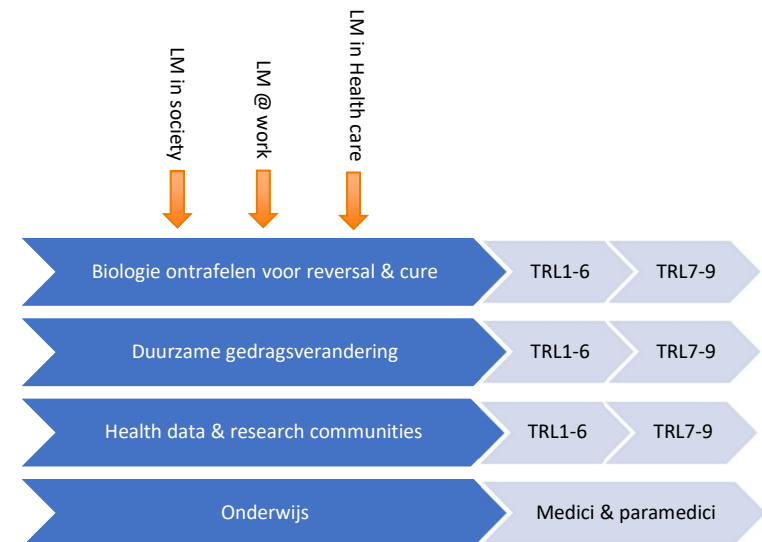 LM in society
LM @ work
LM in Health care
Biologie ontrafelen voor reversal & cure
TRL1-6
TRL7-9
Duurzame gedragsverandering
TRL1-6
TRL7-9
Health data & research communities
TRL1-6
TRL7-9
Onderwijs
Medici & paramedici